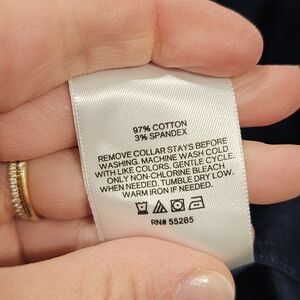 97% COTTON
3% SPANDEX
REMOVE COLLAR STAYS BEFORE
WASHING. MACHINE WASH COLD
WITH LIKE COLORS. GENTLE CYCLE.
ONLY NON-CHLORINE BLEACH
WHEN NEEDED. TUMBLE DRY LOW.
WARM IRON IF NEEDED.
RN# 55285